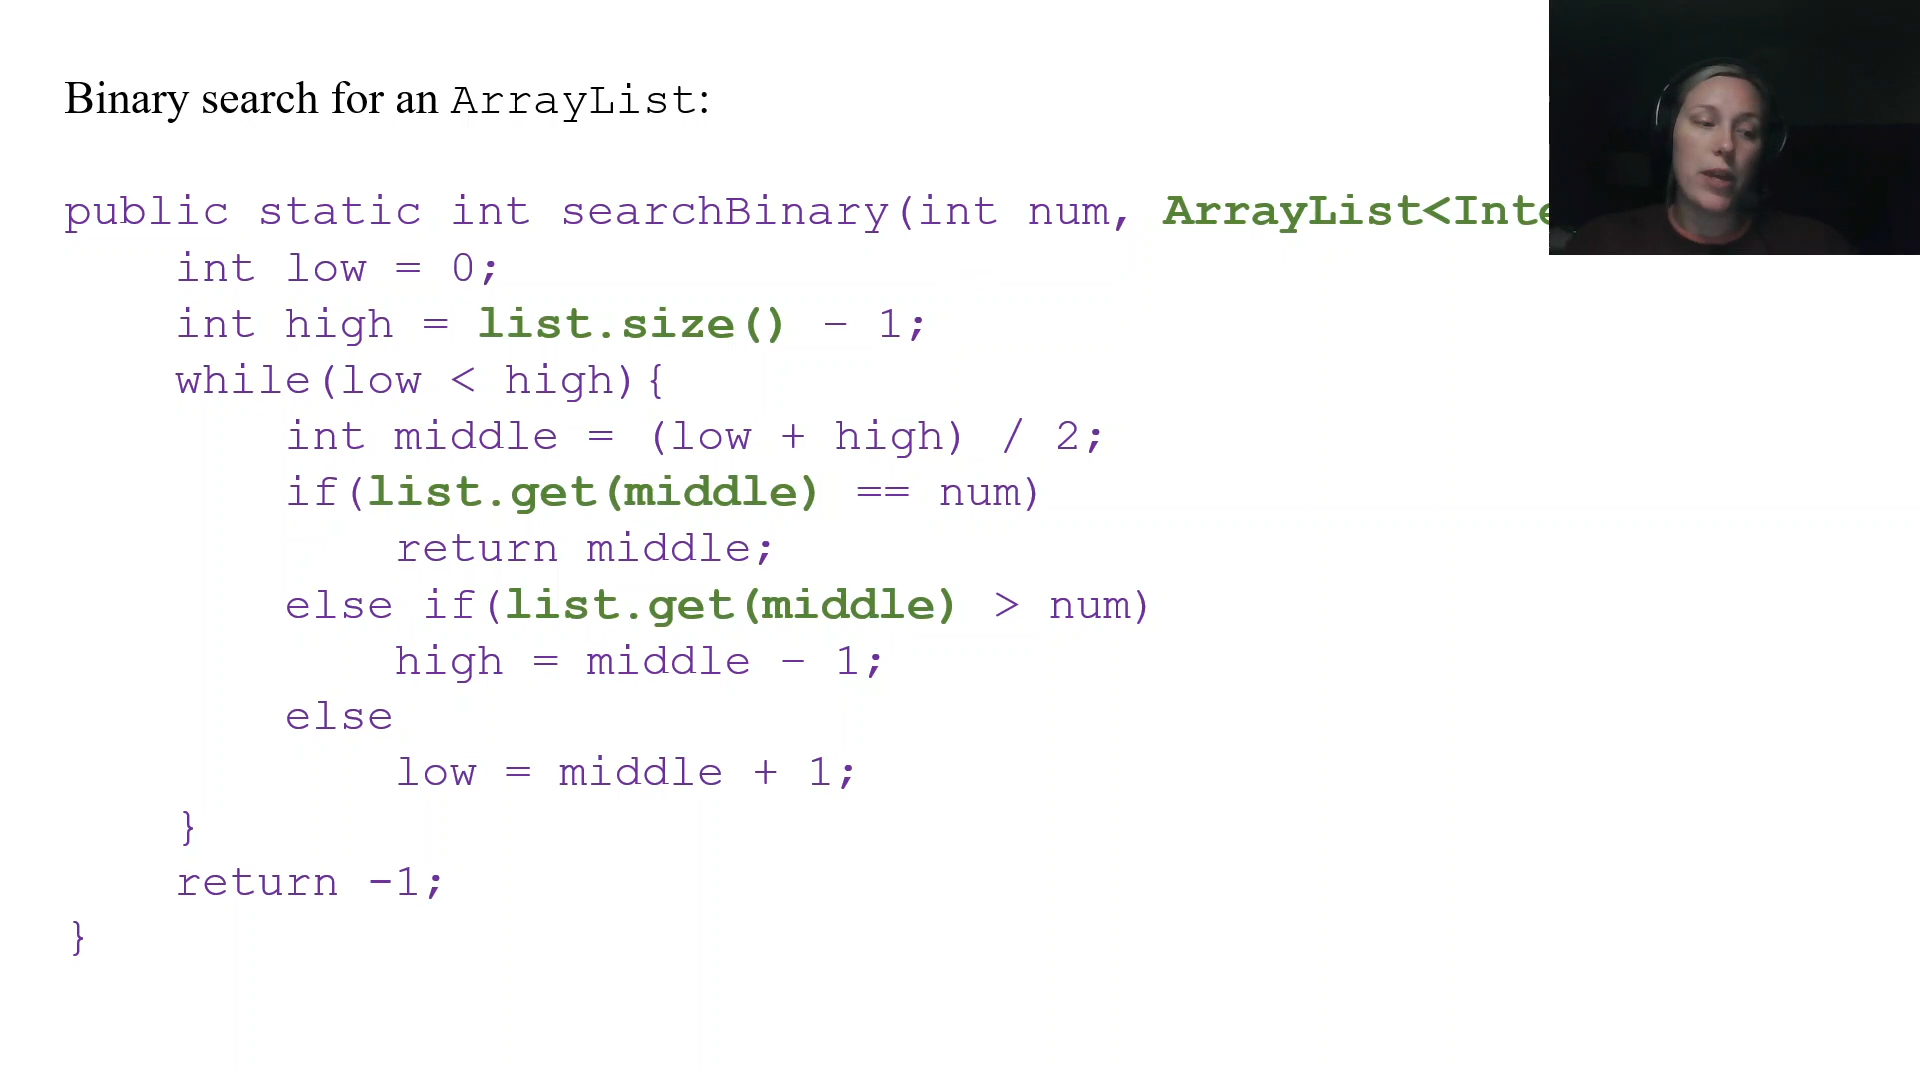 Binary search for an ArrayList:
public static int searchBinary(int num, ArrayList<Inte
    int low = 0;
    int high = list.size() – 1;
    while(low < high){
        int middle = (low + high) / 2;
        if(list.get(middle) == num)
            return middle;
        else if(list.get(middle) > num)
            high = middle – 1;
        else
            low = middle + 1;
    }
    return -1;
}